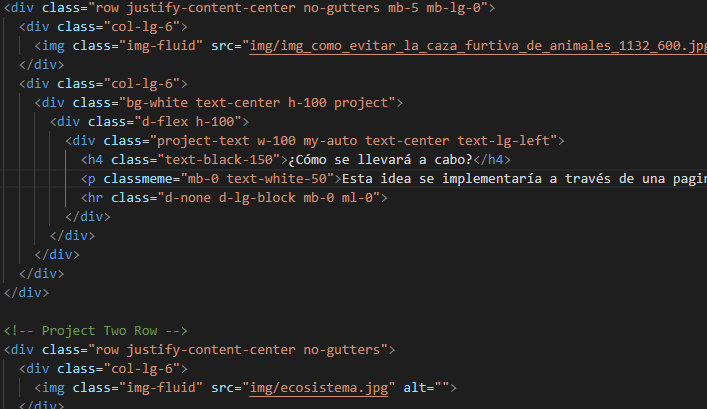 <div class="row justify-content-center no-gutters mb-5 mb-lg-0">
<div class="col-lg-6">
<img class="img-fluid" src="img/img_como_evitar_la_caza_furtiva_de_animales_1132_600.jpg
</div>
<div class="col-lg-6">
<div class="bg-white text-center h-100 project">
<div class="d-flex h-100">
<div class="project-text w-100 my-auto text-center text-lg-left">
<h4 class="text-black-150">¿Cómo se llevará a cabo?</h4>
<p classmeme="mb-0 text-white-50">Esta idea se implementaría a través de una pagin
<hr class="d-none d-lg-block mb-0 ml-0">
</div>
</div>
</div>
</div>
</div>
<!-- Project Two Row -->
<div class="row justify-content-center no-gutters">
<div class="col-lg-6">
<img class="img-fluid" src="img/ecosistema.jpg" alt="">
</div>